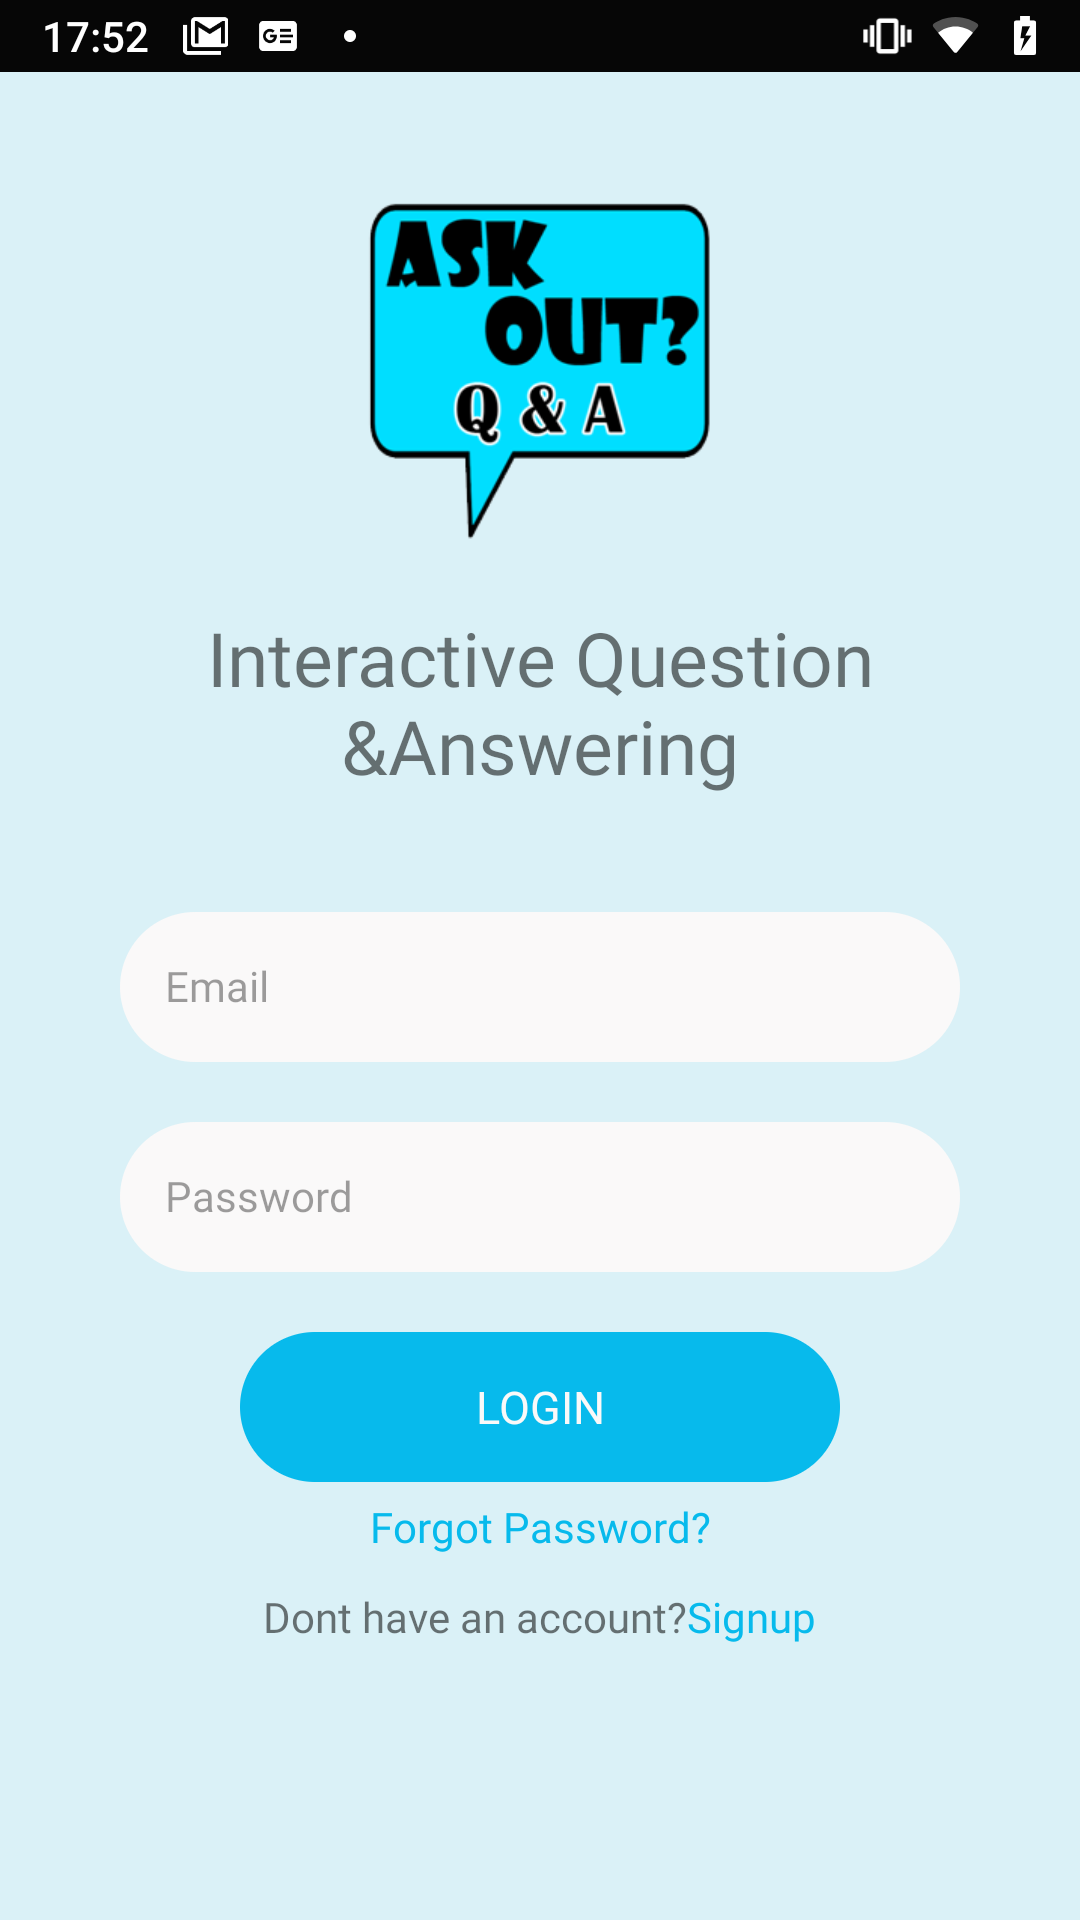 17:52
ASK
OUT?
Q & A
Interactive Question
&Answering
Email
Password
LOGIN
Forgot Password?
Dont have an account?Signup